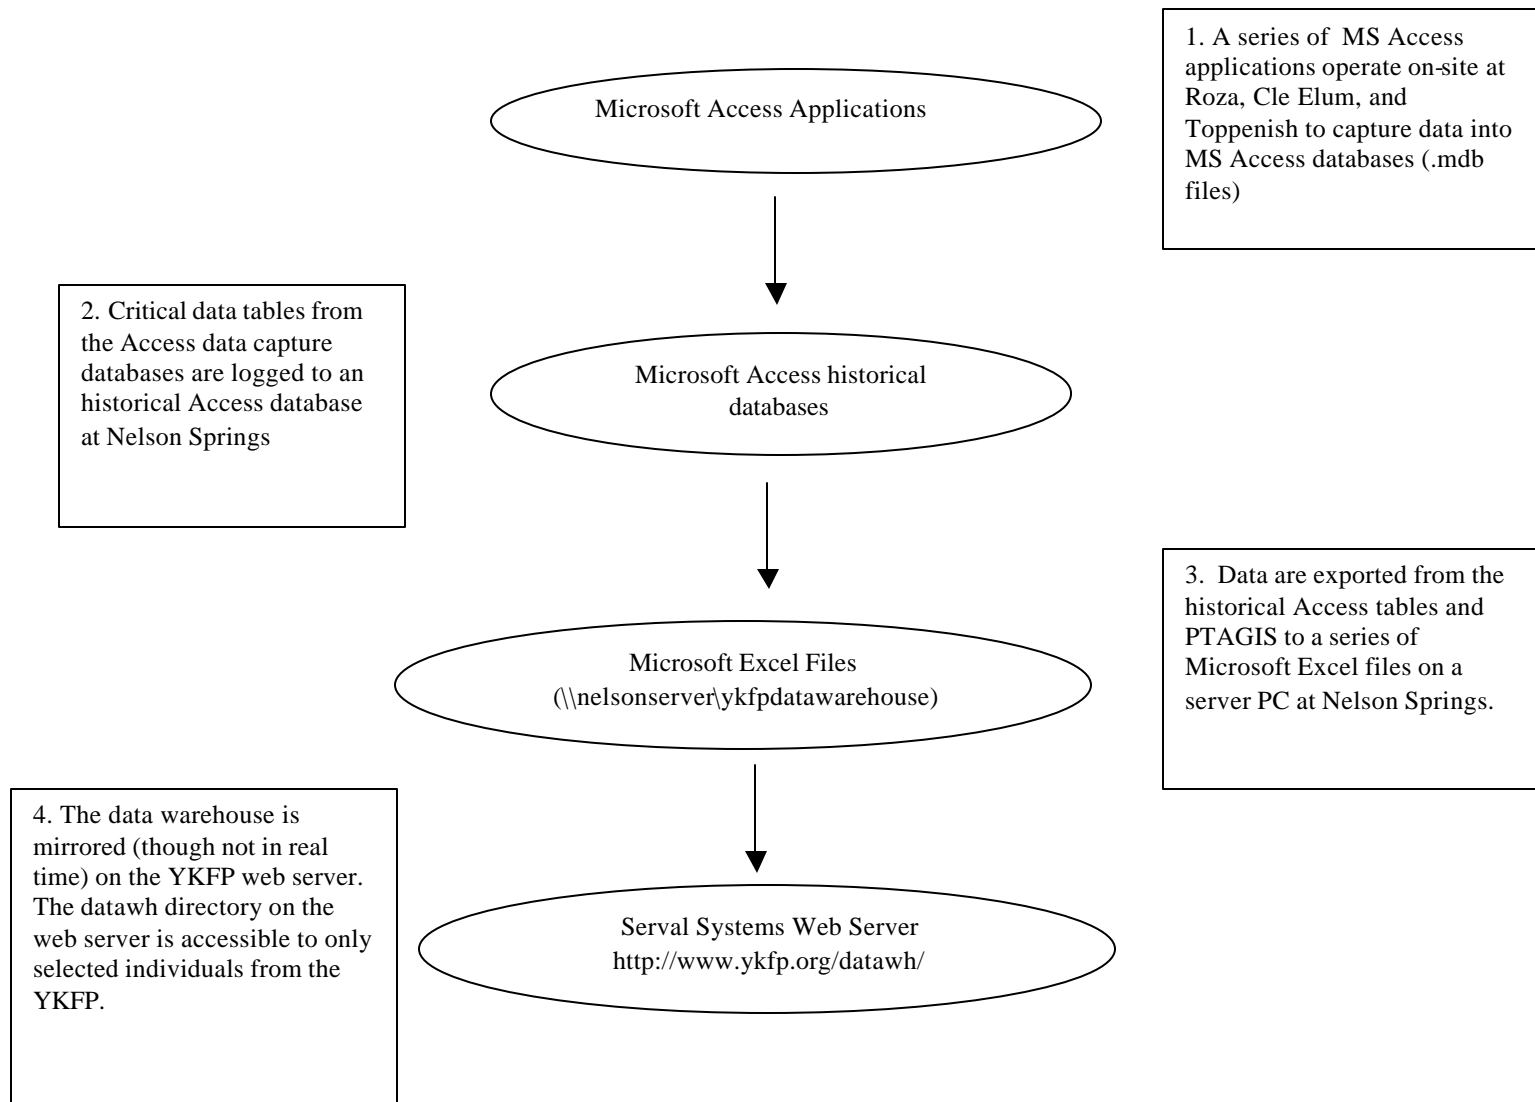 1. A series of MS Access
applications operate on-site at
Roza, Cle Elum, and
Toppenish to capture data into
MS Access databases (.mdb
files)
Microsoft Access Applications
2. Critical data tables from
the Access data capture
databases are logged to an
historical Access database
at Nelson Springs
Microsoft Access historical
databases
3. Data are exported from the
historical Access tables and
PTAGIS to a series of
Microsoft Excel files on a
server PC at Nelson Springs.
Microsoft Excel Files
(\\nelsonserver\ykfpdatawarehouse)
4. The data warehouse is
mirrored (though not in real
time) on the YKFP web server.
The datawh directory on the
web server is accessible to only
selected individuals from the
YKFP.
Serval Systems Web Server
http://www.ykfp.org/datawh/